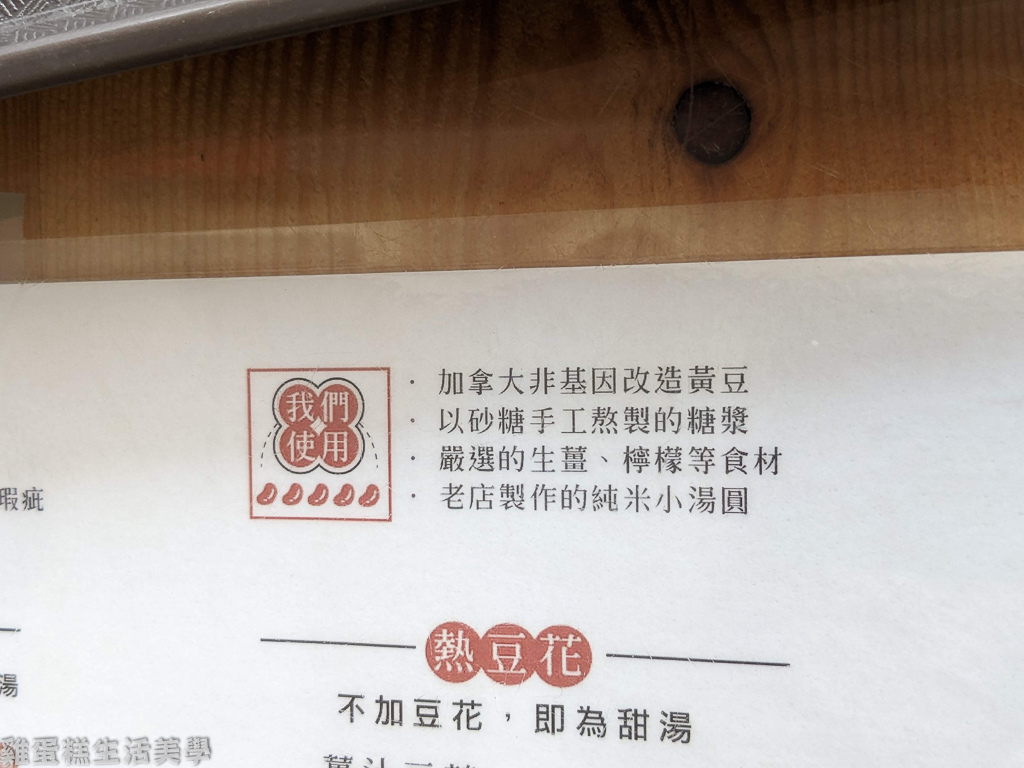 我們
使用
· 加拿大非基因改造黃豆
· 以砂糖手工熬製的糖漿
· 嚴選的生薑、檸檬等食材
· 老店製作的純米小湯圓
瑕疵
熱豆花
湯
不加豆花，即為甜湯
雞蛋糕生活美學